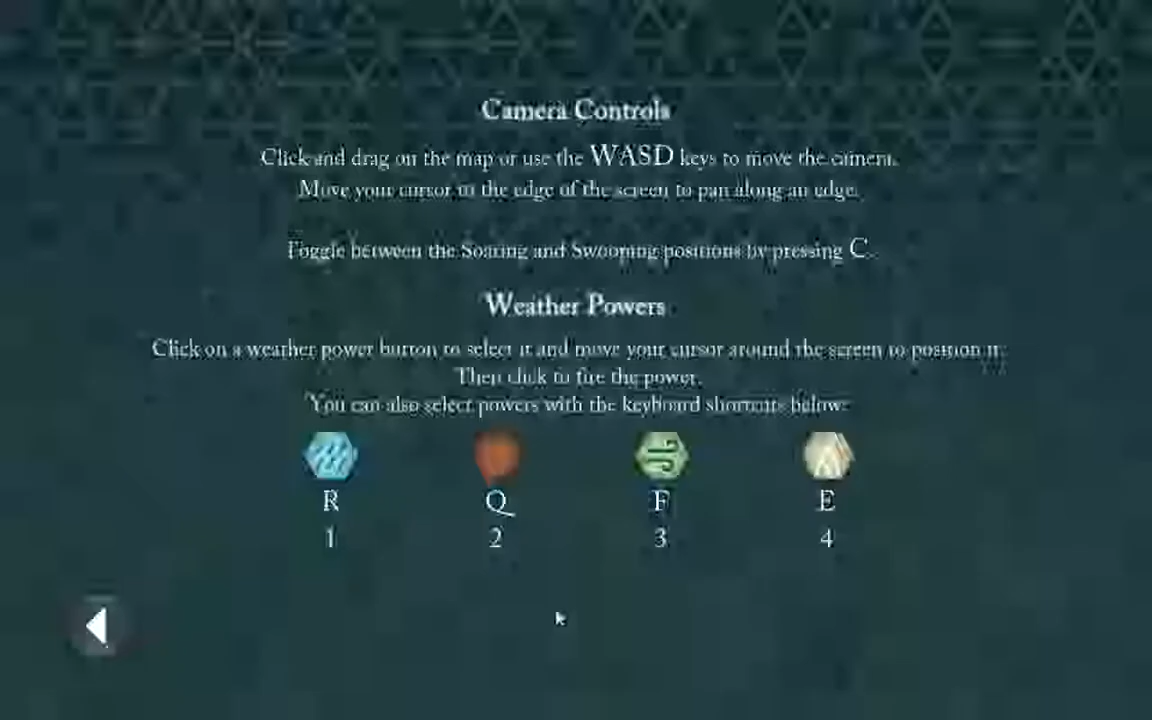 Camera Controls
Click and drag on the map or use the WASD keys to move the camera.
Move your cursor to the edge of the screen to pan along an edge.
Toggle between the Soaring and Swooping positions by pressing C.
Weather Powers
Click on a weather power button to select it and move your cursor around the screen to position it.
Then click to fire the power.
You can also select powers with the keyboard shortcuts below:
R Q F E
1 2 3 4